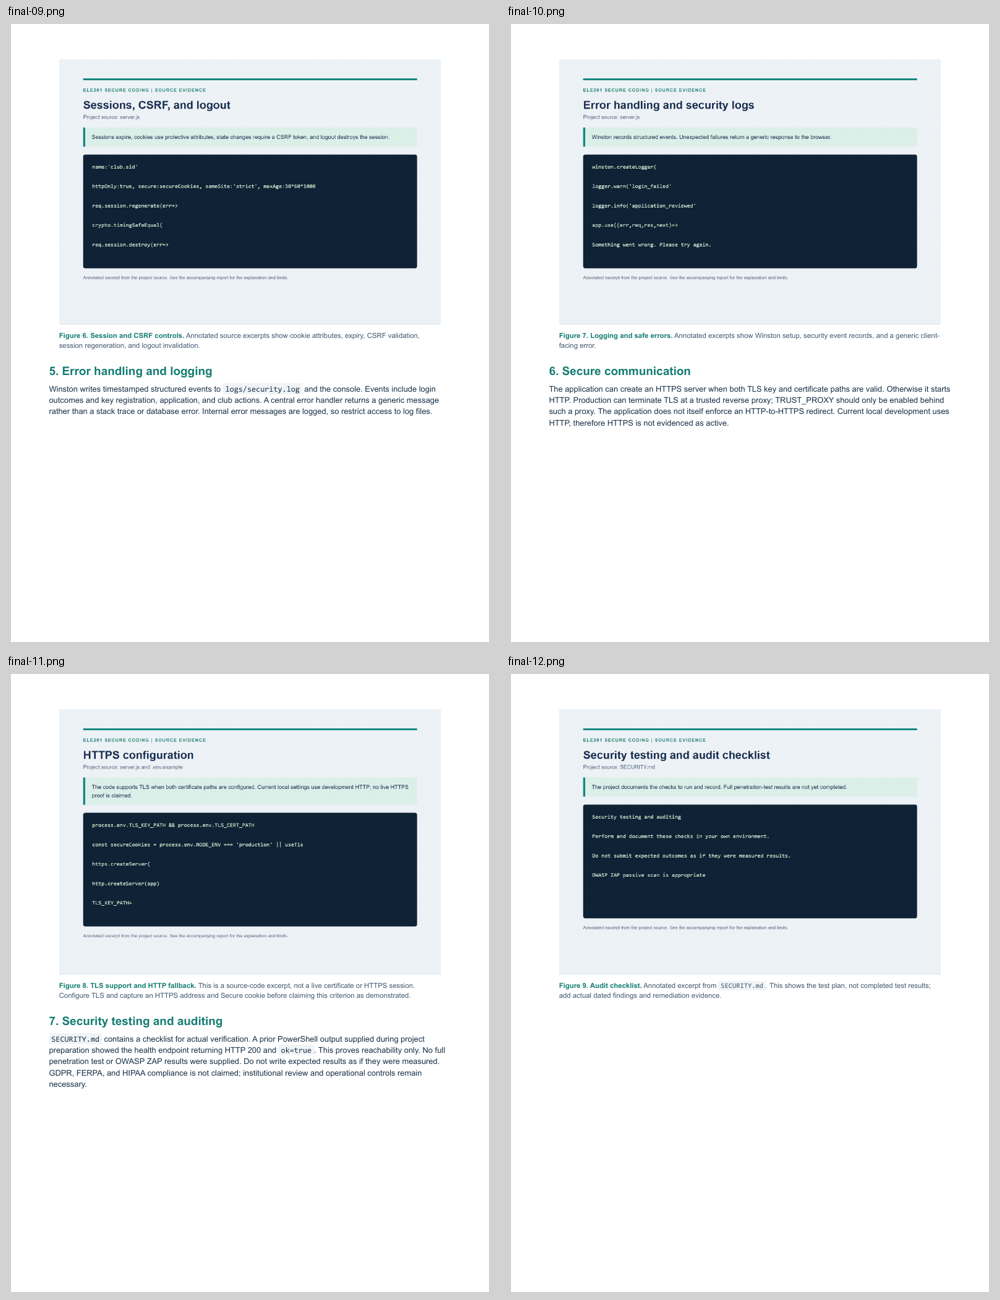 final-09.png
ELE201 SECURE CODING | SOURCE EVIDENCE
Sessions, CSRF, and logout
Project source: server.js
Sessions expire, cookies use protective attributes, state changes require a CSRF token, and logout destroys the session.
name:'club.sid'
httpOnly:true, secure:secureCookies, sameSite:'strict', maxAge:30*60*1000
req.session.regenerate(err=>
crypto.timingSafeEqual(
req.session.destroy(err=>
Annotated excerpt from the project source. See the accompanying report for the explanation and limits.
Figure 6. Session and CSRF controls. Annotated source excerpts show cookie attributes, expiry, CSRF validation,
session regeneration, and logout invalidation.
5. Error handling and logging
Winston writes timestamped structured events to logs/security.log and the console. Events include login
outcomes and key registration, application, and club actions. A central error handler returns a generic message
rather than a stack trace or database error. Internal error messages are logged, so restrict access to log files.
final-10.png
ELE201 SECURE CODING | SOURCE EVIDENCE
Error handling and security logs
Project source: server.js
Winston records structured events. Unexpected failures return a generic response to the browser.
winston.createLogger(
logger.warn('login_failed'
logger.info('application_reviewed'
app.use((err,req,res,next)=>
Something went wrong. Please try again.
Annotated excerpt from the project source. See the accompanying report for the explanation and limits.
Figure 7. Logging and safe errors. Annotated excerpts show Winston setup, security event records, and a generic client-
facing error.
6. Secure communication
The application can create an HTTPS server when both TLS key and certificate paths are valid. Otherwise it starts
HTTP. Production can terminate TLS at a trusted reverse proxy; TRUST_PROXY should only be enabled behind
such a proxy. The application does not itself enforce an HTTP-to-HTTPS redirect. Current local development uses
HTTP, therefore HTTPS is not evidenced as active.
final-11.png
ELE201 SECURE CODING | SOURCE EVIDENCE
HTTPS configuration
Project source: server.js and .env.example
The code supports TLS when both certificate paths are configured. Current local settings use development HTTP, no live HTTPS
proof is claimed.
process.env.TLS_KEY_PATH && process.env.TLS_CERT_PATH
const secureCookies = process.env.NODE_ENV === 'production' || useTls
https.createServer(
http.createServer(app)
TLS_KEY_PATH=
Annotated excerpt from the project source. See the accompanying report for the explanation and limits.
Figure 8. TLS support and HTTP fallback. This is a source-code excerpt, not a live certificate or HTTPS session.
Configure TLS and capture an HTTPS address and Secure cookie before claiming this criterion as demonstrated.
7. Security testing and auditing
SECURITY.md contains a checklist for actual verification. A prior PowerShell output supplied during project
preparation showed the health endpoint returning HTTP 200 and ok=true. This proves reachability only. No full
penetration test or OWASP ZAP results were supplied. Do not write expected results as if they were measured.
GDPR, FERPA, and HIPAA compliance is not claimed; institutional review and operational controls remain
necessary.
final-12.png
ELE201 SECURE CODING | SOURCE EVIDENCE
Security testing and audit checklist
Project source: SECURITY.md
The project documents the checks to run and record. Full penetration-test results are not yet completed.
Security testing and auditing
Perform and document these checks in your own environment.
Do not submit expected outcomes as if they were measured results.
OWASP ZAP passive scan is appropriate
Annotated excerpt from the project source. See the accompanying report for the explanation and limits.
Figure 9. Audit checklist. Annotated excerpt from SECURITY.md. This shows the test plan, not completed test results;
add actual dated findings and remediation evidence.